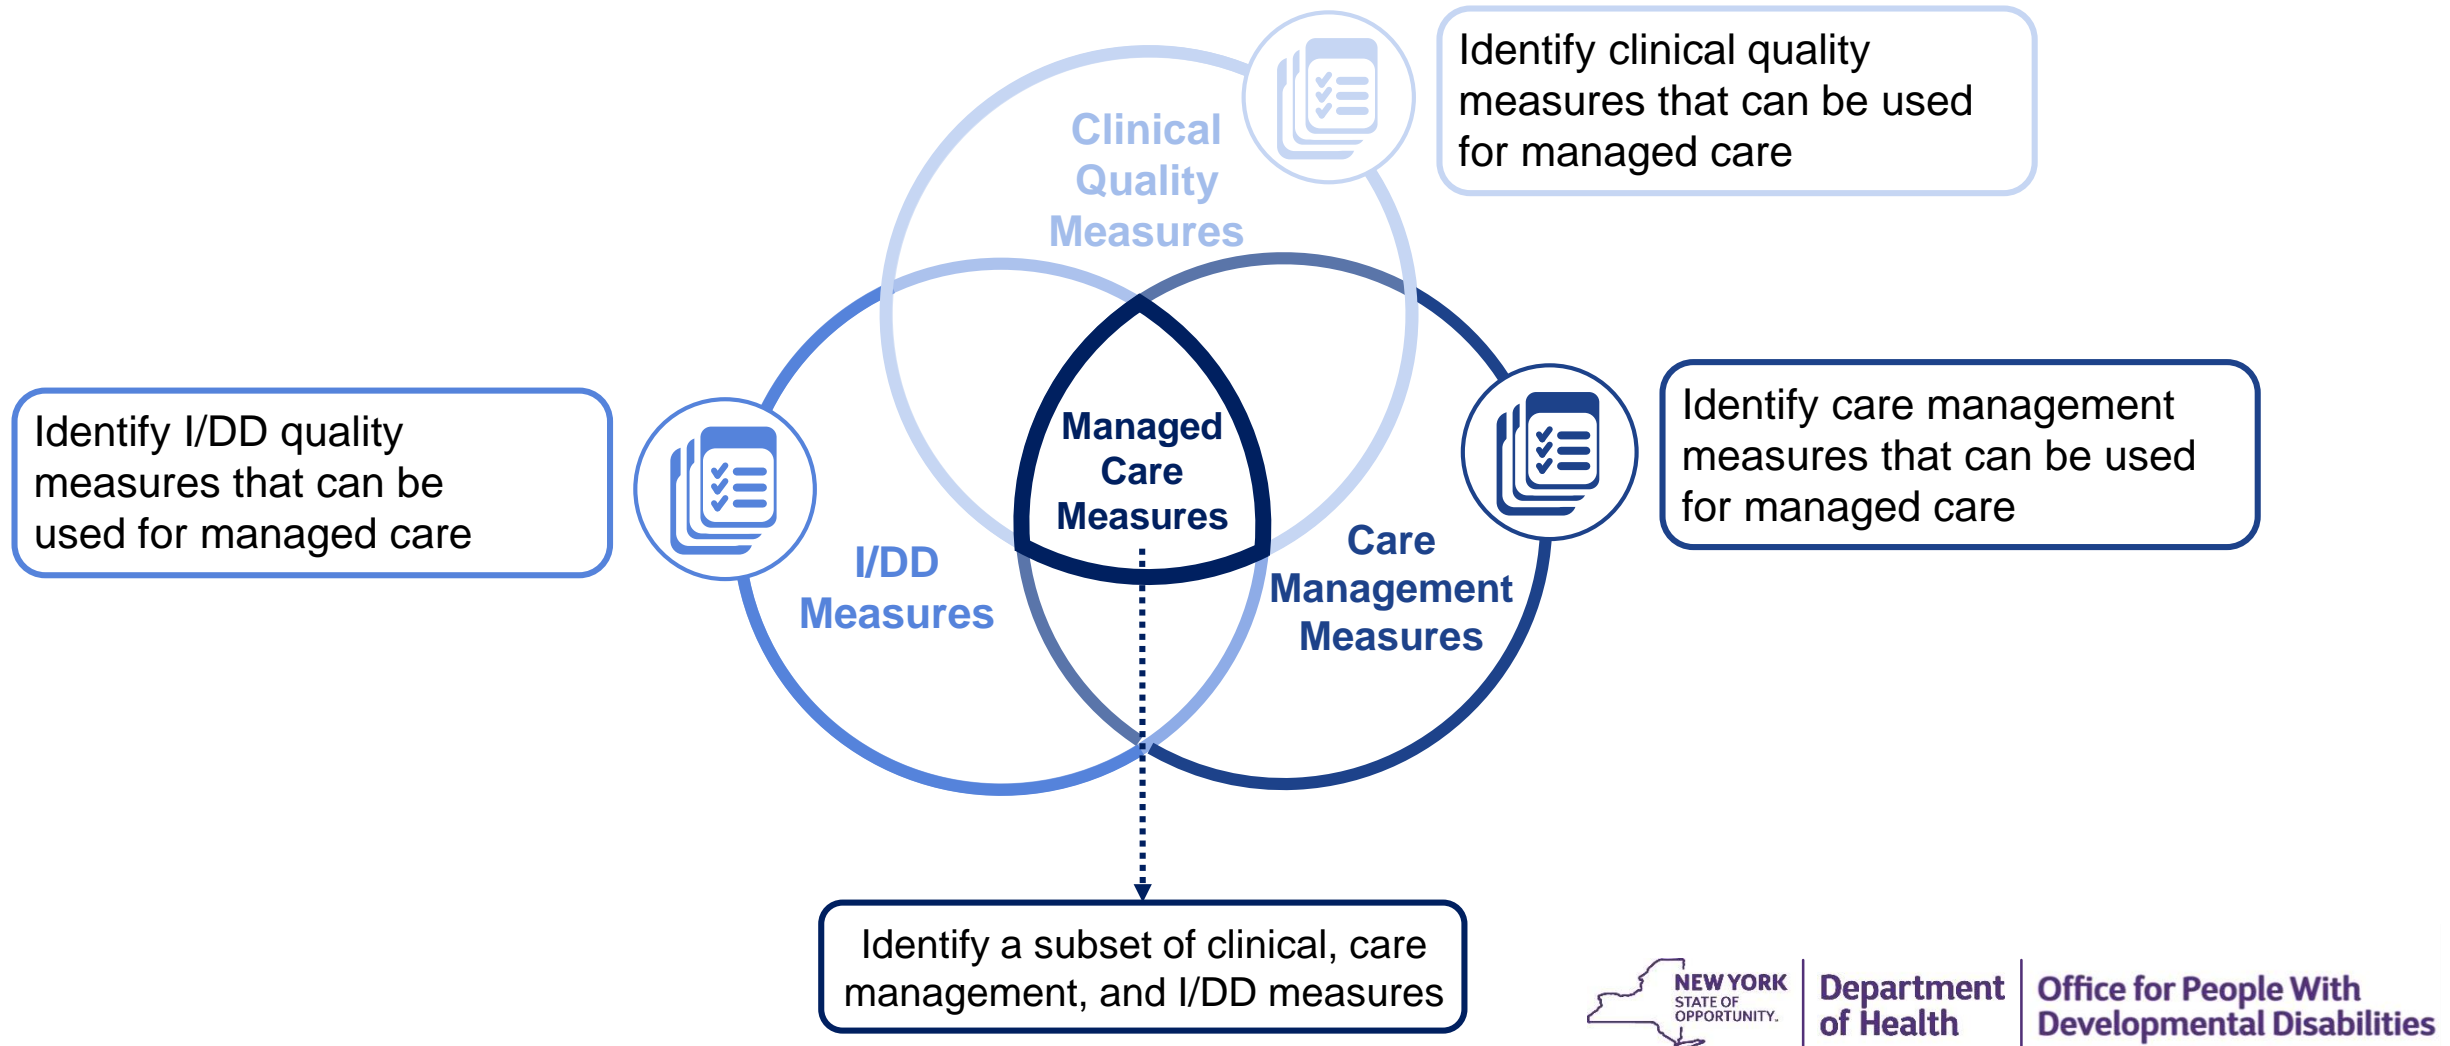 Identify clinical quality
measures that can be used
for managed care
Clinical
Quality
Measures
Identify I/DD quality
measures that can be
used for managed care
Managed
Care
Measures
Identify care management
measures that can be used
for managed care
I/DD
Measures
Care
Management
Measures
Identify a subset of clinical, care
management, and I/DD measures
NEW YORK
STATE OF
OPPORTUNITY.
Department
of Health
Office for People With
Developmental Disabilities